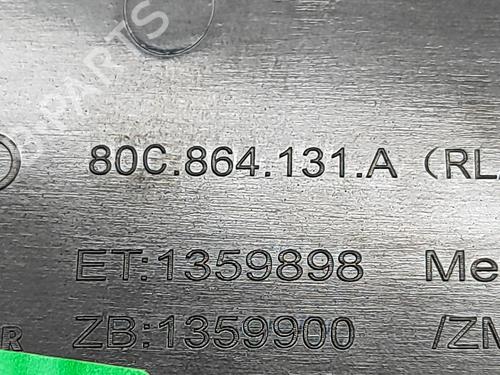 80C.864.131.A (RL
ET:1359898 Me
R ZB:1359900 /ZM